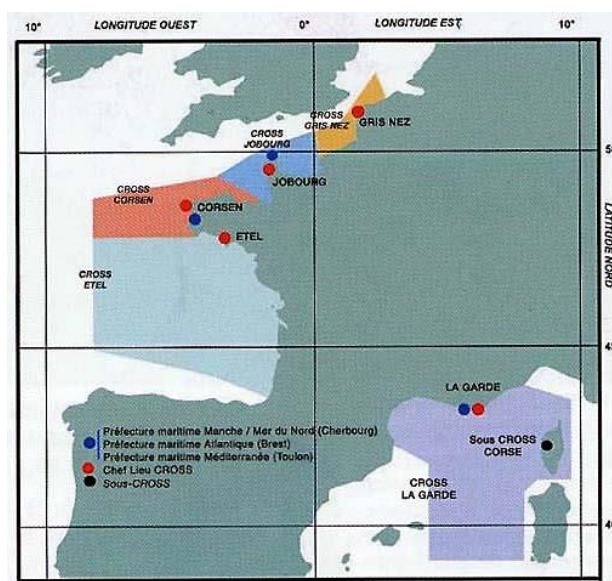 LONGITUDE OUEST
LONGITUDE EST
10°
0°
10°
CROSS
GRIS NEZ
GRIS NEZ
CROSS
JOBOURG
JOBOURG
CROSS
CORSEN
CORSEN
ETEL
CROSS
ETEL
LATITUDE NORD
LA GARDE
Sous CROSS
CORSE
CROSS
LA GARDE
Préfecture maritime Manche / Mer du Nord (Cherbourg)
Préfecture maritime Atlantique (Brest)
Préfecture maritime Méditerranée (Toulon)
Chef Lieu CROSS
Sous-CROSS